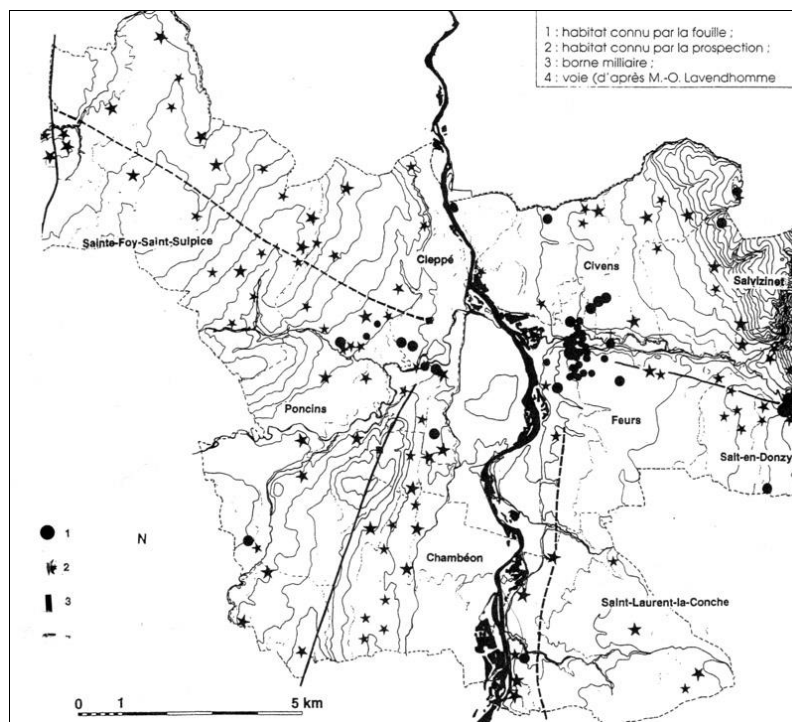 1 : habitat connu par la fouille ;
2 : habitat connu par la prospection ;
3 : borne milliaire ;
4 : voie (d'après M.-O. Lavendhomme
Sainte-Foy-Saint-Sulpice
Cleppé
Civens
Salvizinet
Poncins
Feurs
Salt-en-Donzy
Chambéon
Saint-Laurent-la-Conche
N
1
2
3
0 1 5 km